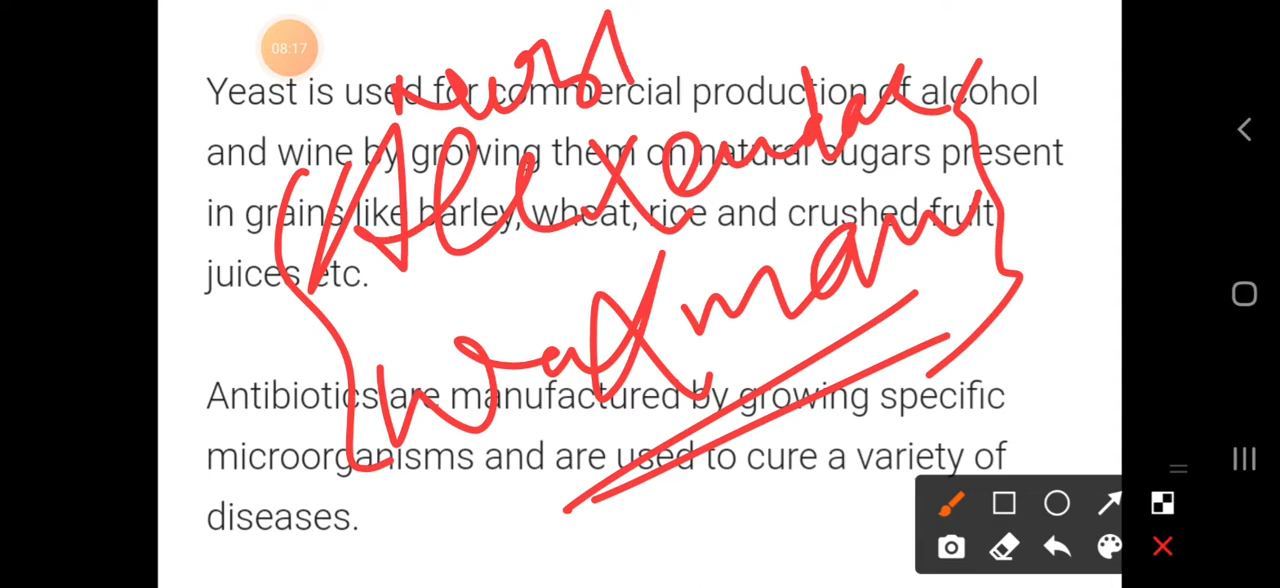 08:17
Yeast is used for commercial production of alcohol
and wine by growing them on natural sugars present
in grains like barley, wheat, rice and crushed fruit
juices etc.
Alexendar
waxman
Antibiotics are manufactured by growing specific
microorganisms and are used to cure a variety of
diseases.